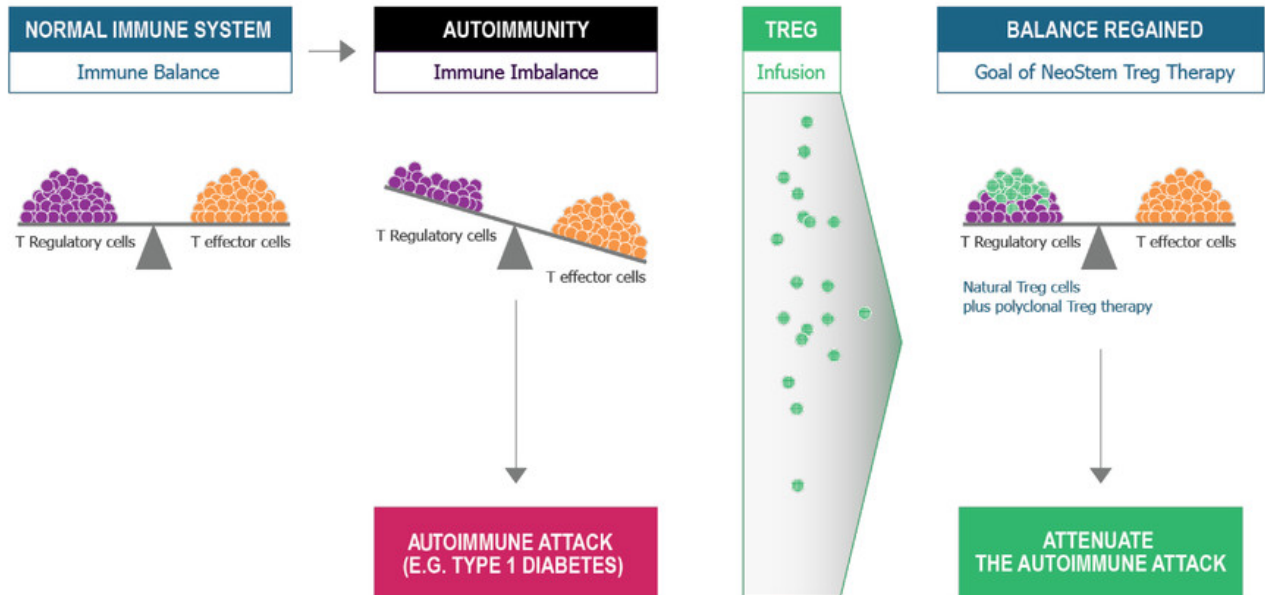 NORMAL IMMUNE SYSTEM
Immune Balance
T Regulatory cells
T effector cells
AUTOIMMUNITY
Immune Imbalance
T Regulatory cells
T effector cells
AUTOIMMUNE ATTACK
(E.G. TYPE 1 DIABETES)
TREG
Infusion
BALANCE REGAINED
Goal of NeoStem Treg Therapy
T Regulatory cells
T effector cells
Natural Treg cells
plus polyclonal Treg therapy
ATTENUATE
THE AUTOIMMUNE ATTACK